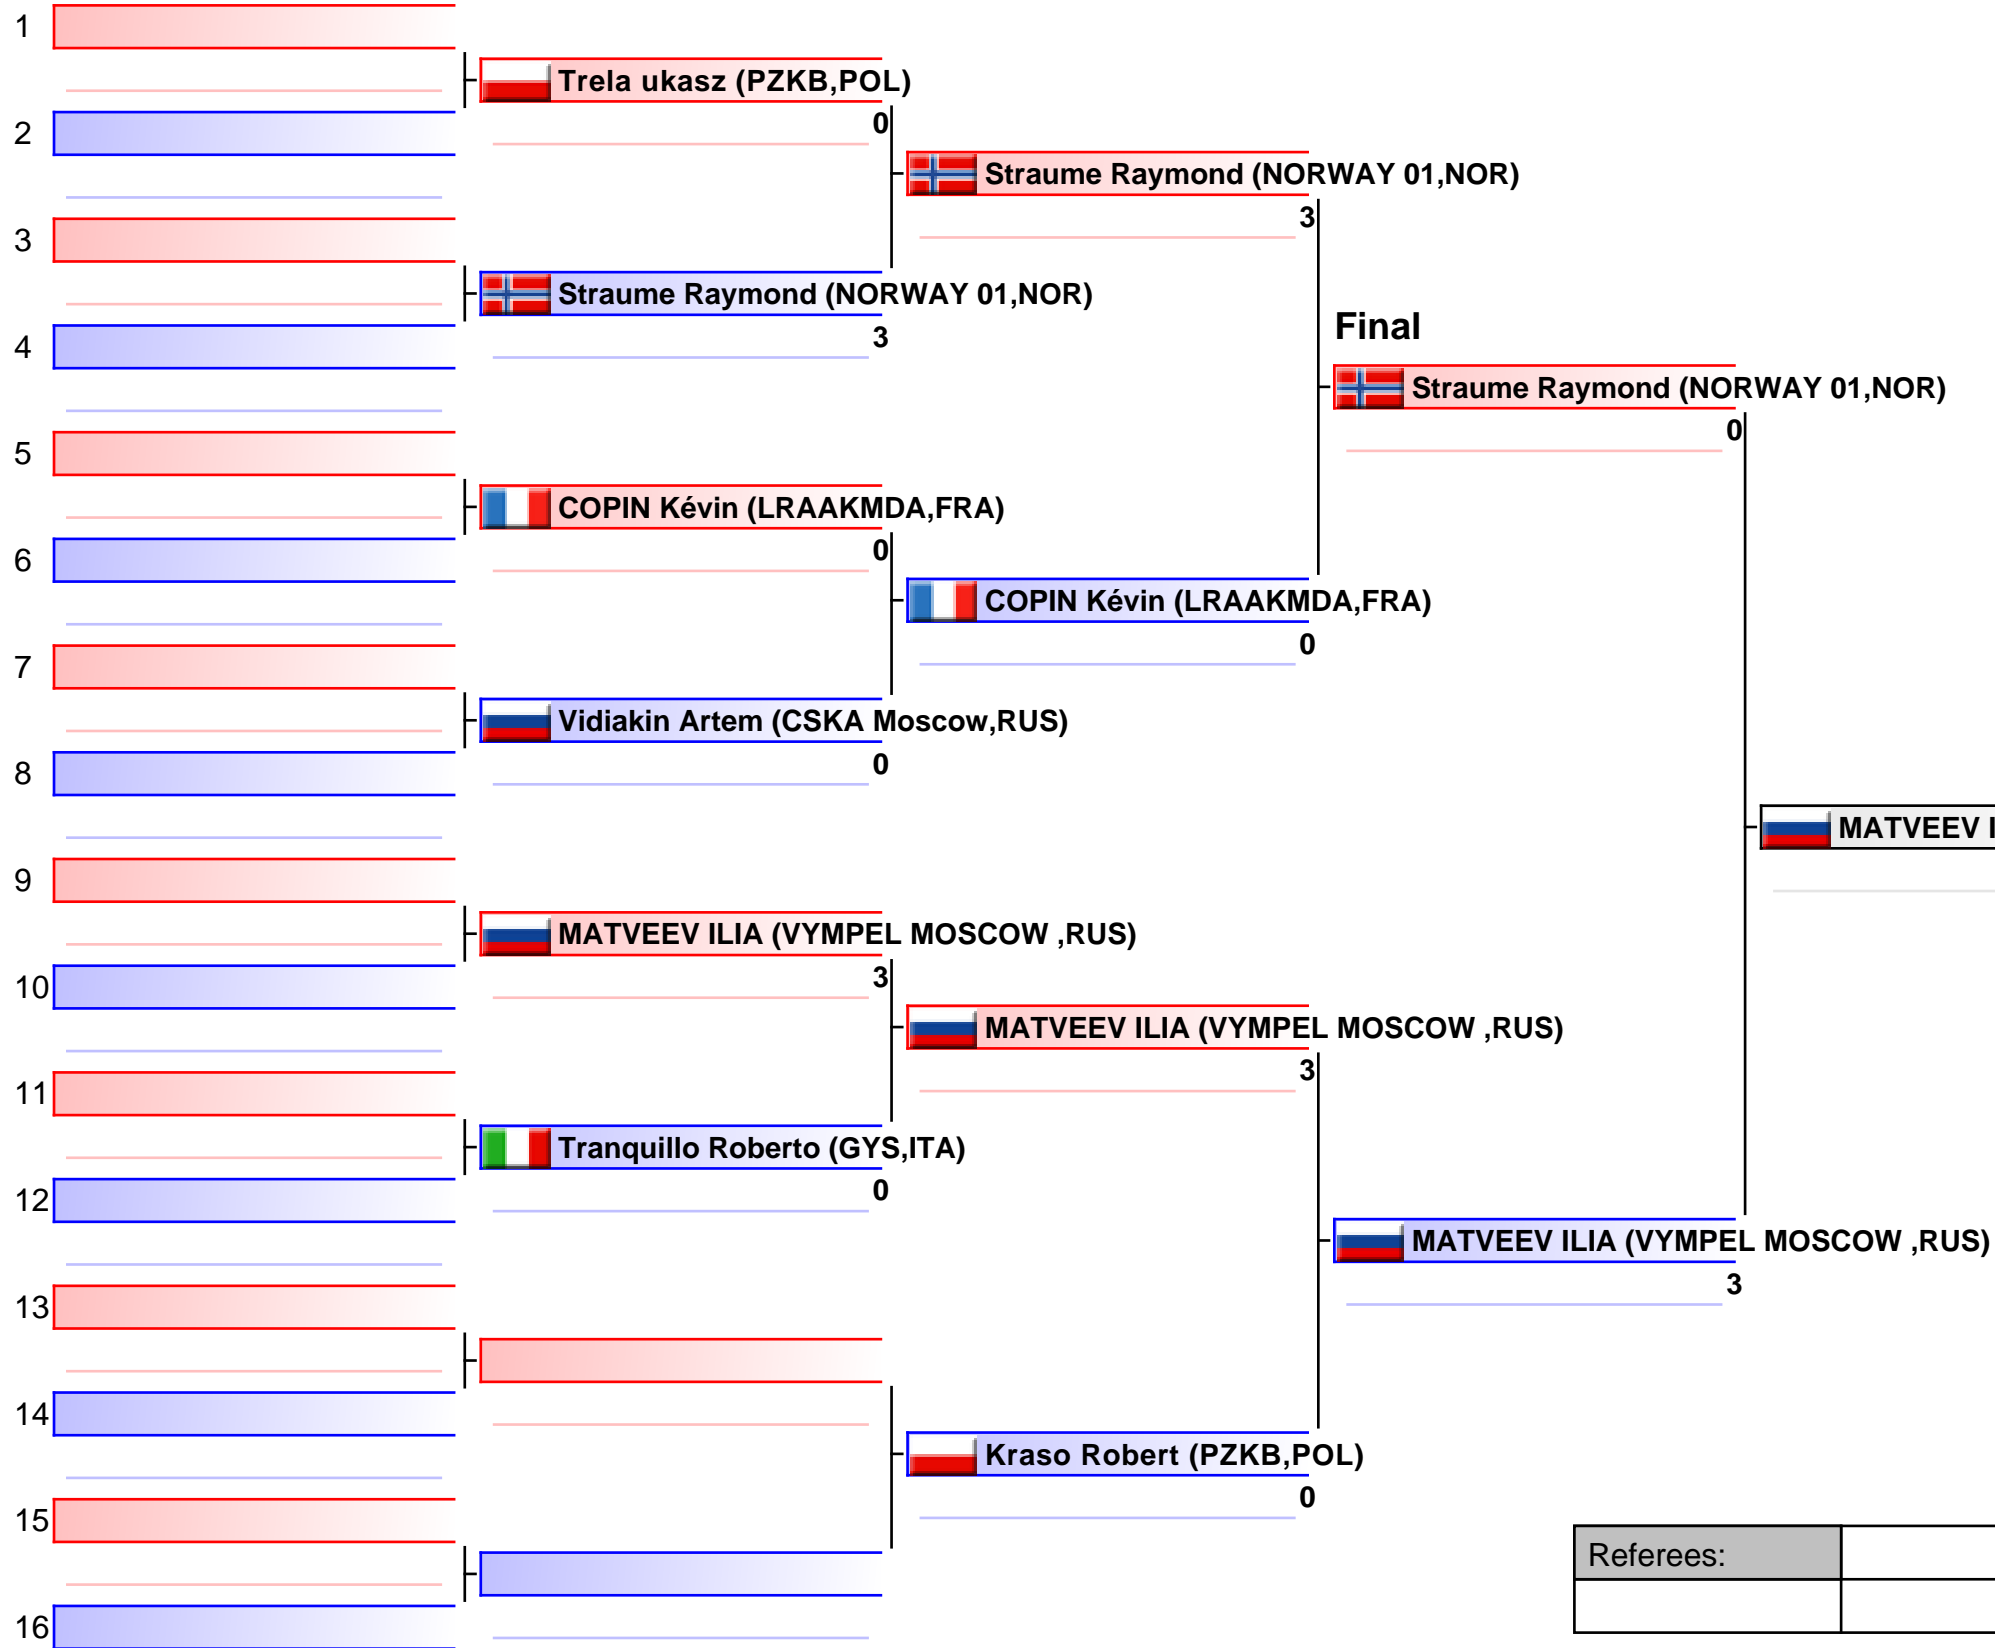 1
Trela ukasz (PZKB,POL)
0
2
Straume Raymond (NORWAY 01,NOR)
3
3
Straume Raymond (NORWAY 01,NOR)
3
4
Final
Straume Raymond (NORWAY 01,NOR)
0
5
COPIN Kévin (LRAAKMDA,FRA)
0
6
COPIN Kévin (LRAAKMDA,FRA)
0
7
Vidiakin Artem (CSKA Moscow,RUS)
0
8
MATVEEV I
9
MATVEEV ILIA (VYMPEL MOSCOW ,RUS)
3
10
MATVEEV ILIA (VYMPEL MOSCOW ,RUS)
3
11
Tranquillo Roberto (GYS,ITA)
0
12
MATVEEV ILIA (VYMPEL MOSCOW ,RUS)
3
13
14
Kraso Robert (PZKB,POL)
0
15
Referees:
16